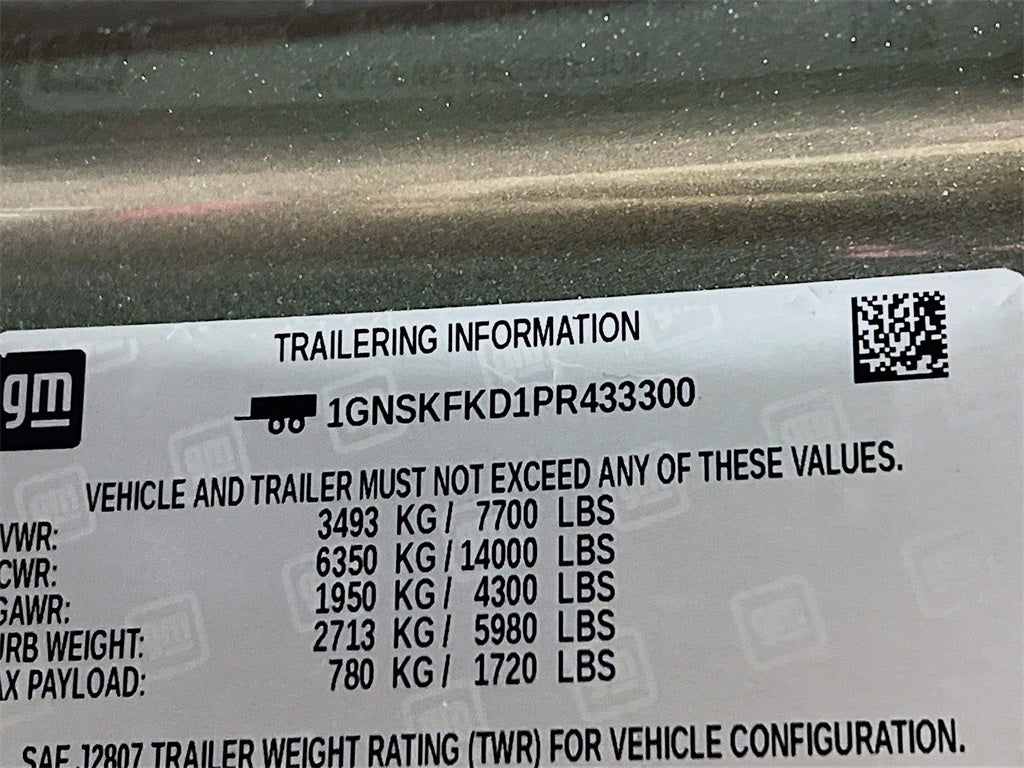 TRAILERING INFORMATION
gm
1GNSKFKD1PR433300
VEHICLE AND TRAILER MUST NOT EXCEED ANY OF THESE VALUES.
VWR: 3493 KG / 7700 LBS
CWR: 6350 KG / 14000 LBS
GAWR: 1950 KG / 4300 LBS
URB WEIGHT: 2713 KG / 5980 LBS
AX PAYLOAD: 780 KG / 1720 LBS
SAE J2807 TRAILER WEIGHT RATING (TWR) FOR VEHICLE CONFIGURATION.